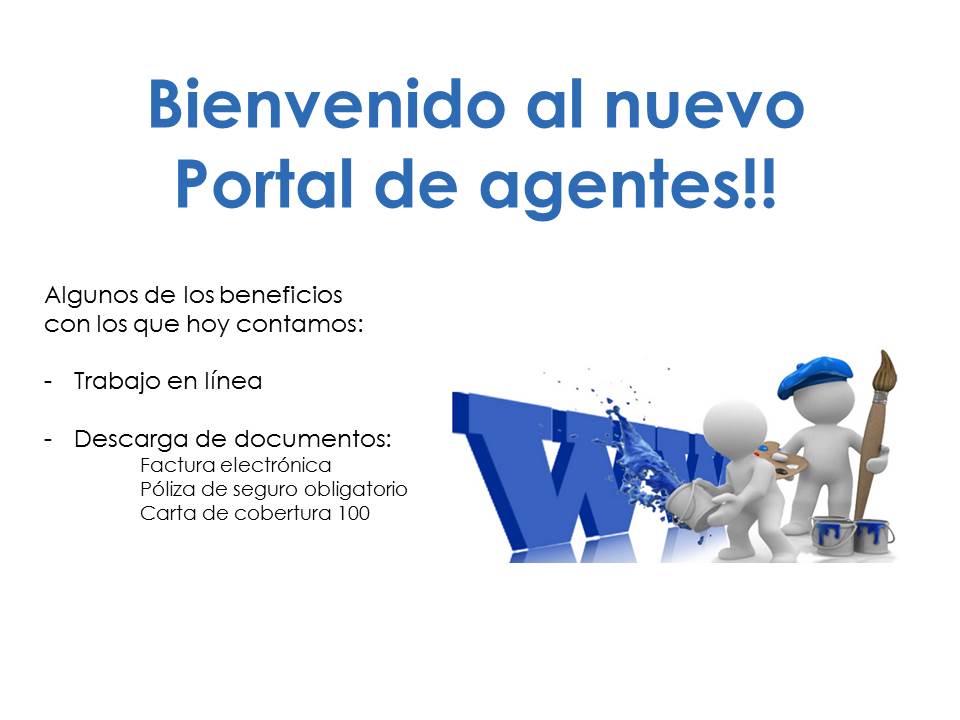 Bienvenido al nuevo
Portal de agentes!!
Algunos de los beneficios
con los que hoy contamos:
- Trabajo en línea
- Descarga de documentos:
Factura electrónica
Póliza de seguro obligatorio
Carta de cobertura 100
WW